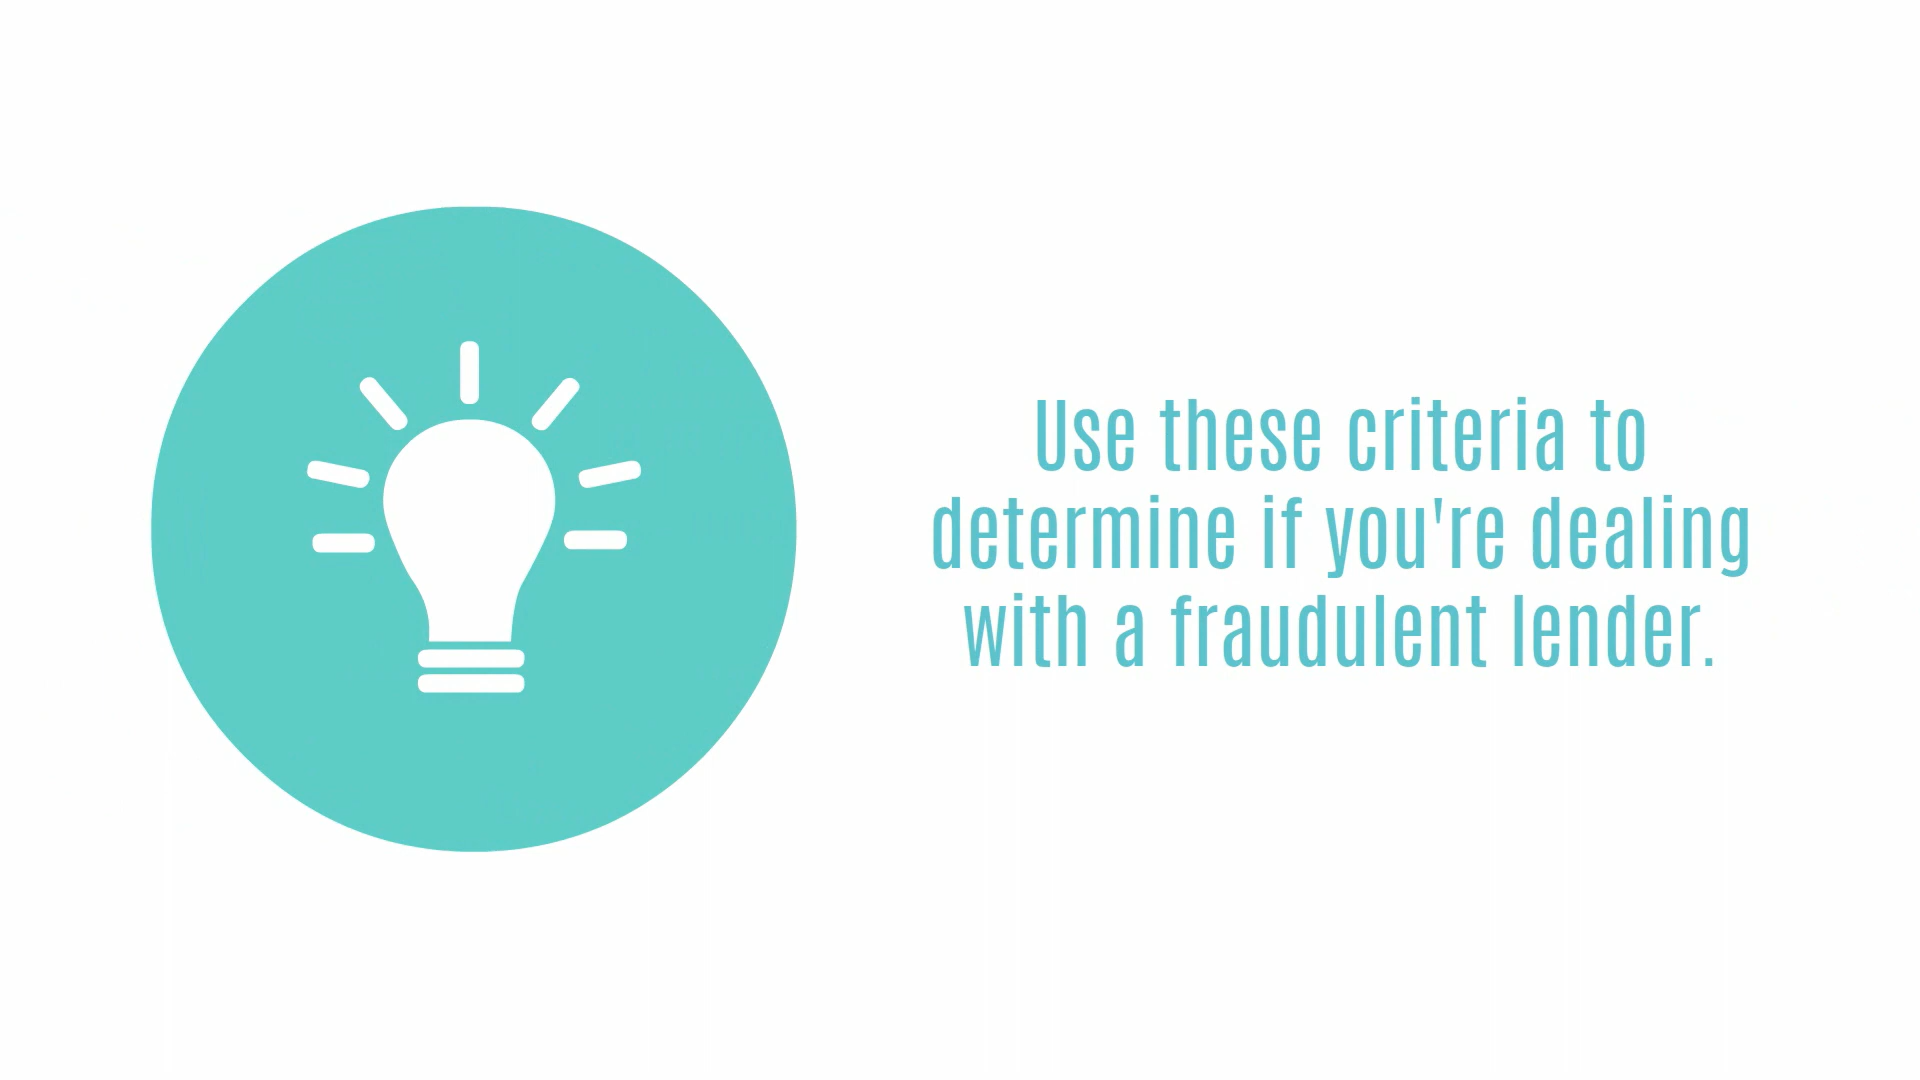 Use these criteria to
determine if you're dealing
with a fraudulent lender.